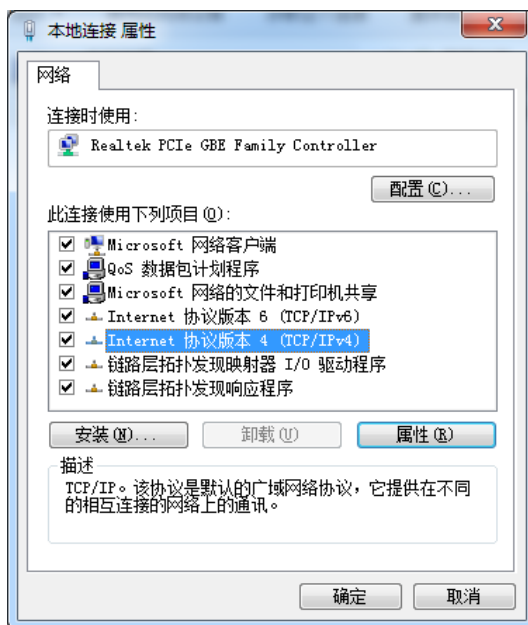 本地连接 属性
网络
连接时使用:
Realtek PCIe GBE Family Controller
配置(C)...
此连接使用下列项目(O):
Microsoft 网络客户端
QoS 数据包计划程序
Microsoft 网络的文件和打印机共享
Internet 协议版本 6 (TCP/IPv6)
Internet 协议版本 4 (TCP/IPv4)
链路层拓扑发现映射器 I/O 驱动程序
链路层拓扑发现响应程序
安装(N)... 卸载(U) 属性(R)
描述
TCP/IP。该协议是默认的广域网络协议，它提供在不同
的相互连接的网络上的通讯。
确定 取消